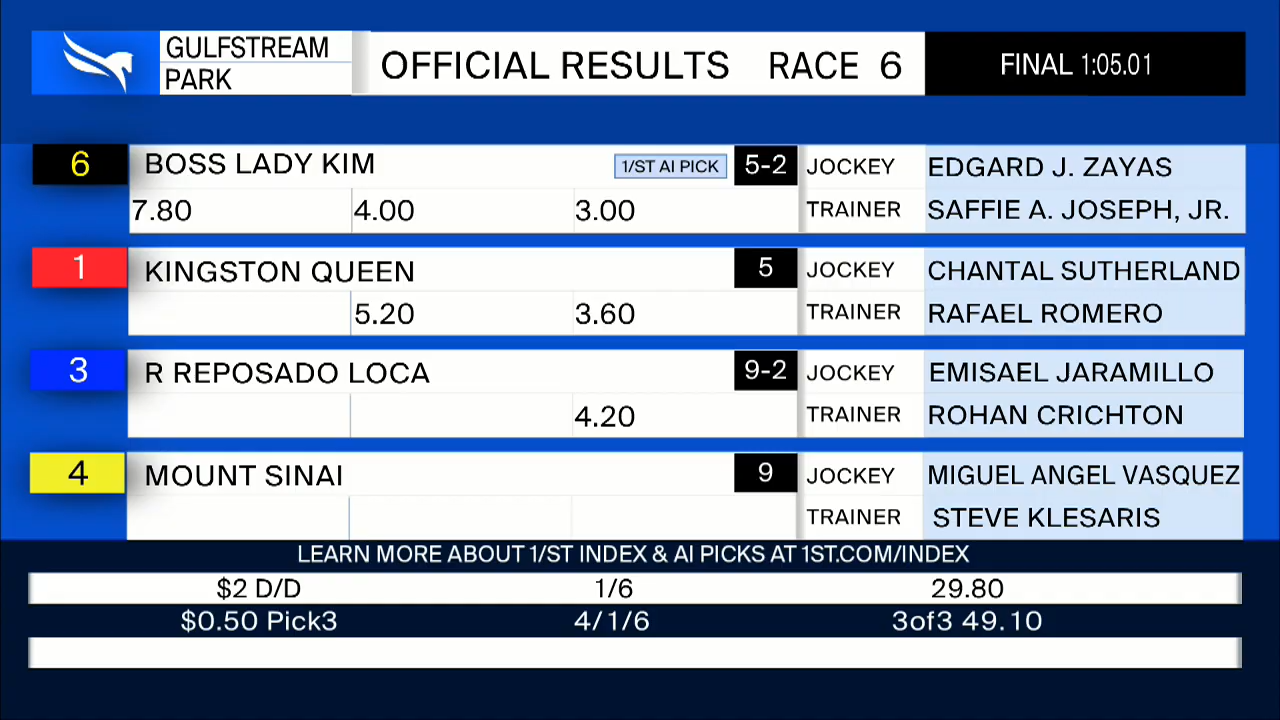 GULFSTREAM PARK
OFFICIAL RESULTS RACE 6
FINAL 1:05.01
6 BOSS LADY KIM 1/ST AI PICK 5-2 JOCKEY EDGARD J. ZAYAS
7.80 4.00 3.00 TRAINER SAFFIE A. JOSEPH, JR.
1 KINGSTON QUEEN 5 JOCKEY CHANTAL SUTHERLAND
5.20 3.60 TRAINER RAFAEL ROMERO
3 R REPOSADO LOCA 9-2 JOCKEY EMISAEL JARAMILLO
4.20 TRAINER ROHAN CRICHTON
4 MOUNT SINAI 9 JOCKEY MIGUEL ANGEL VASQUEZ
TRAINER STEVE KLESARIS
LEARN MORE ABOUT 1/ST INDEX & AI PICKS AT 1ST.COM/INDEX
$2 D/D 1/6 29.80
$0.50 Pick3 4/1/6 3of3 49.10